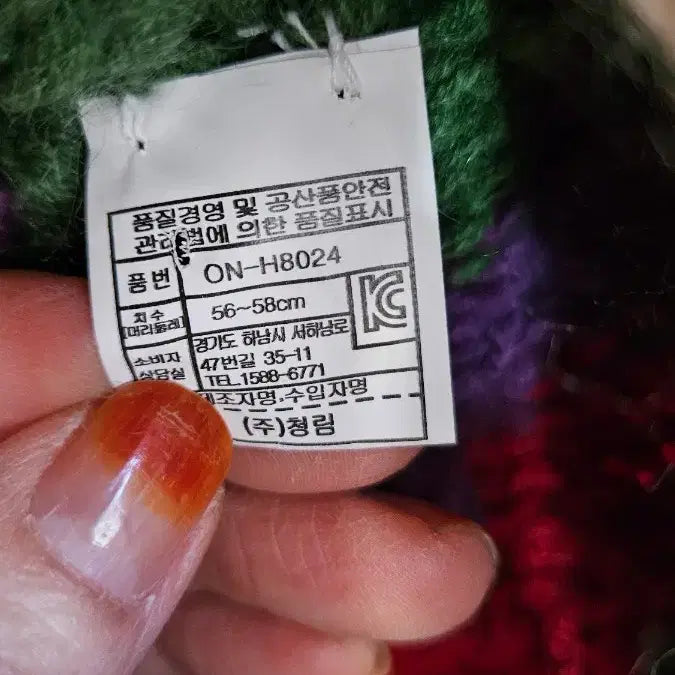 품질경영 및 공산품안전
관리법에 의한 품질표시
품번 ON-H8024
치수 56~58cm
[머리둘레]
KC
소비자 경기도 하남시 서하남로
상담실 47번길 35-11
TEL.1588-6771
제조자명.수입자명
(주)청림